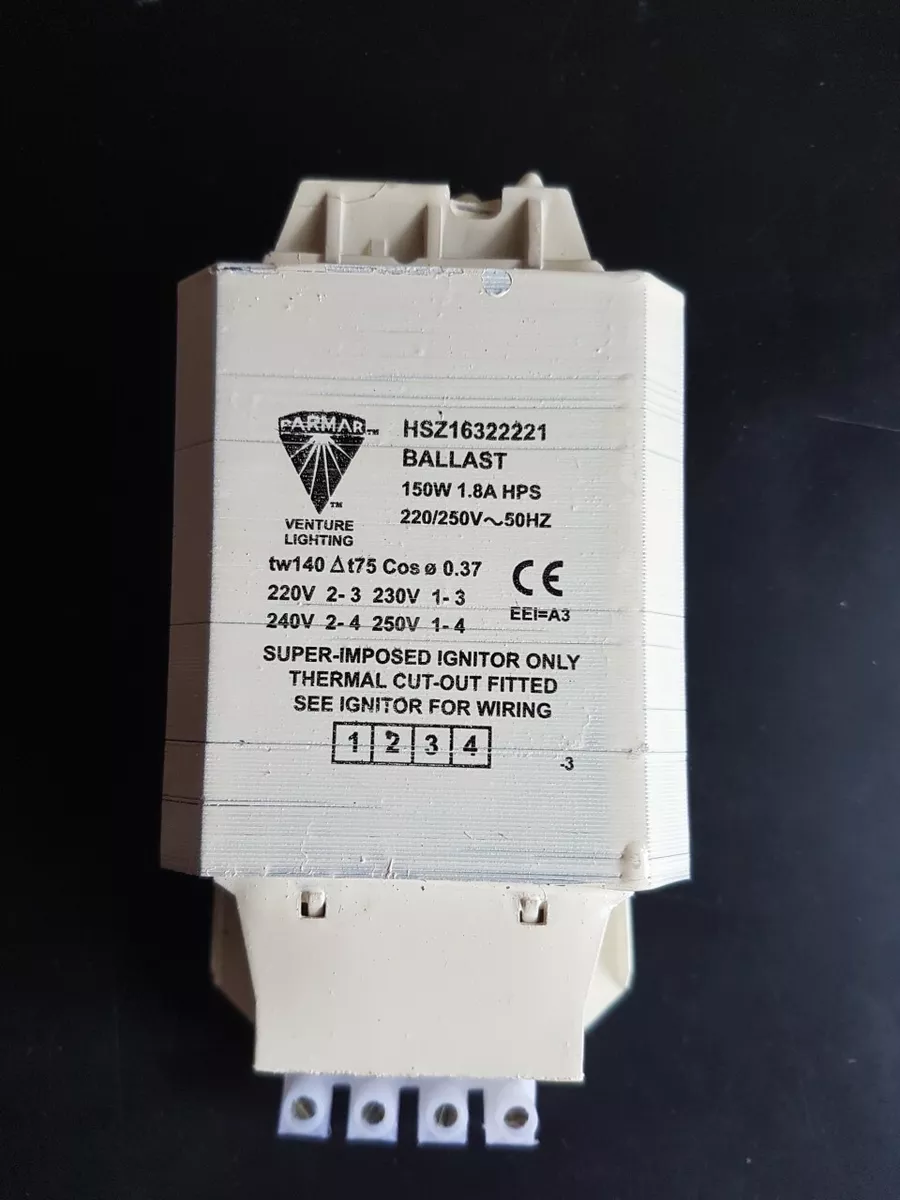 PARMAR™
™
VENTURE
LIGHTING
HSZ16322221
BALLAST
150W 1.8A HPS
220/250V~50HZ
tw140 Δt75 Cos ø 0.37
220V 2-3 230V 1-3
240V 2-4 250V 1-4
CE
EEI=A3
SUPER-IMPOSED IGNITOR ONLY
THERMAL CUT-OUT FITTED
SEE IGNITOR FOR WIRING
1 2 3 4
-3